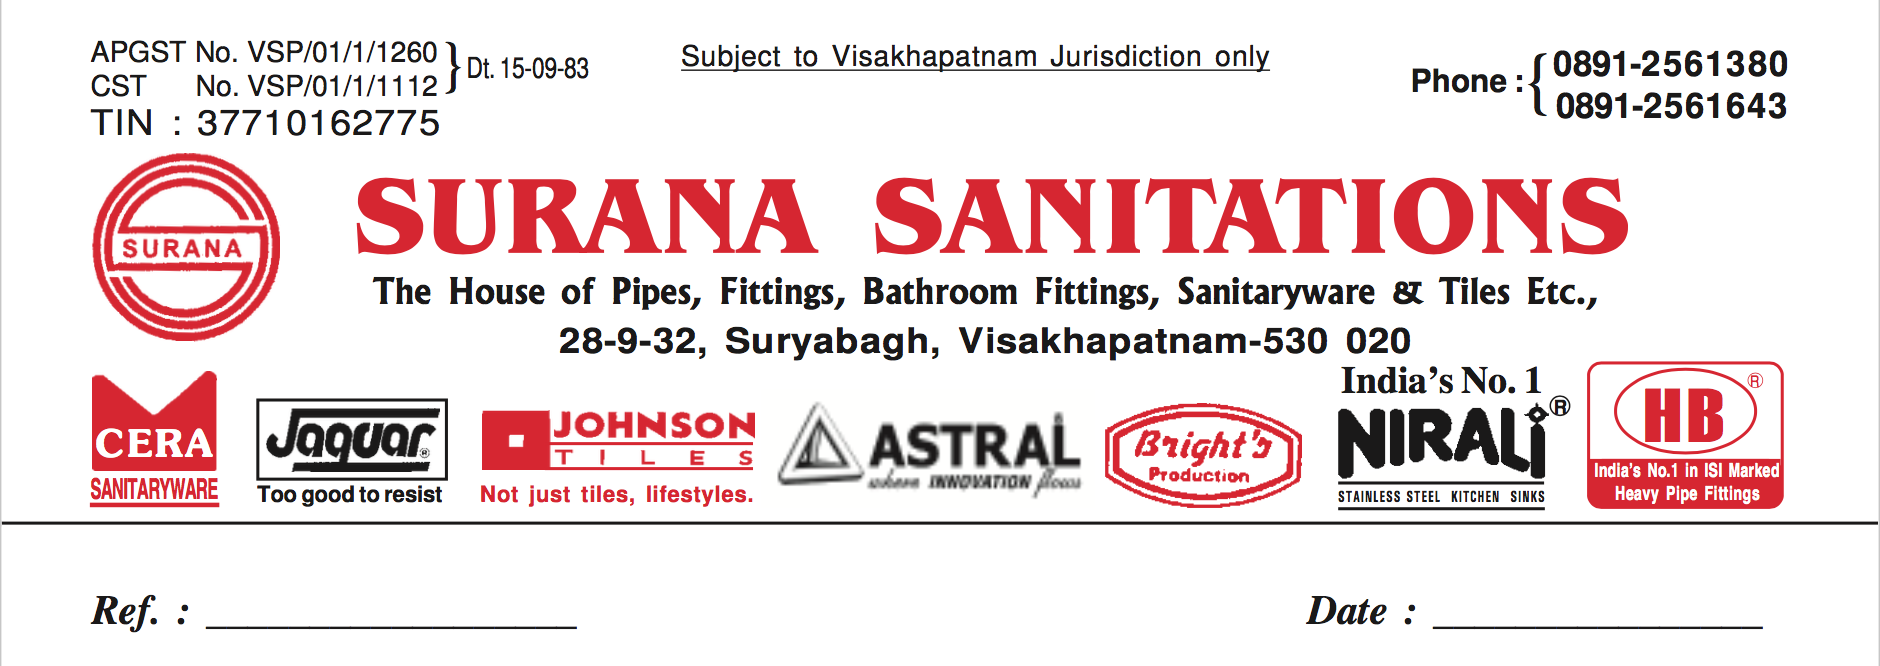 APGST No. VSP/01/1/1260
CST No. VSP/01/1/1112
Dt. 15-09-83
TIN : 37710162775
Subject to Visakhapatnam Jurisdiction only
Phone : 0891-2561380
0891-2561643
SURANA
SURANA SANITATIONS
The House of Pipes, Fittings, Bathroom Fittings, Sanitaryware & Tiles Etc.,
28-9-32, Suryabagh, Visakhapatnam-530 020
CERA
SANITARYWARE
Jaquar®
Too good to resist
JOHNSON
TILES
Not just tiles, lifestyles.
ASTRAL
where INNOVATION flows
Bright's
Production
India's No. 1
NIRALI®
STAINLESS STEEL KITCHEN SINKS
HB®
India's No.1 in ISI Marked
Heavy Pipe Fittings
Ref. : __________________
Date : ________________